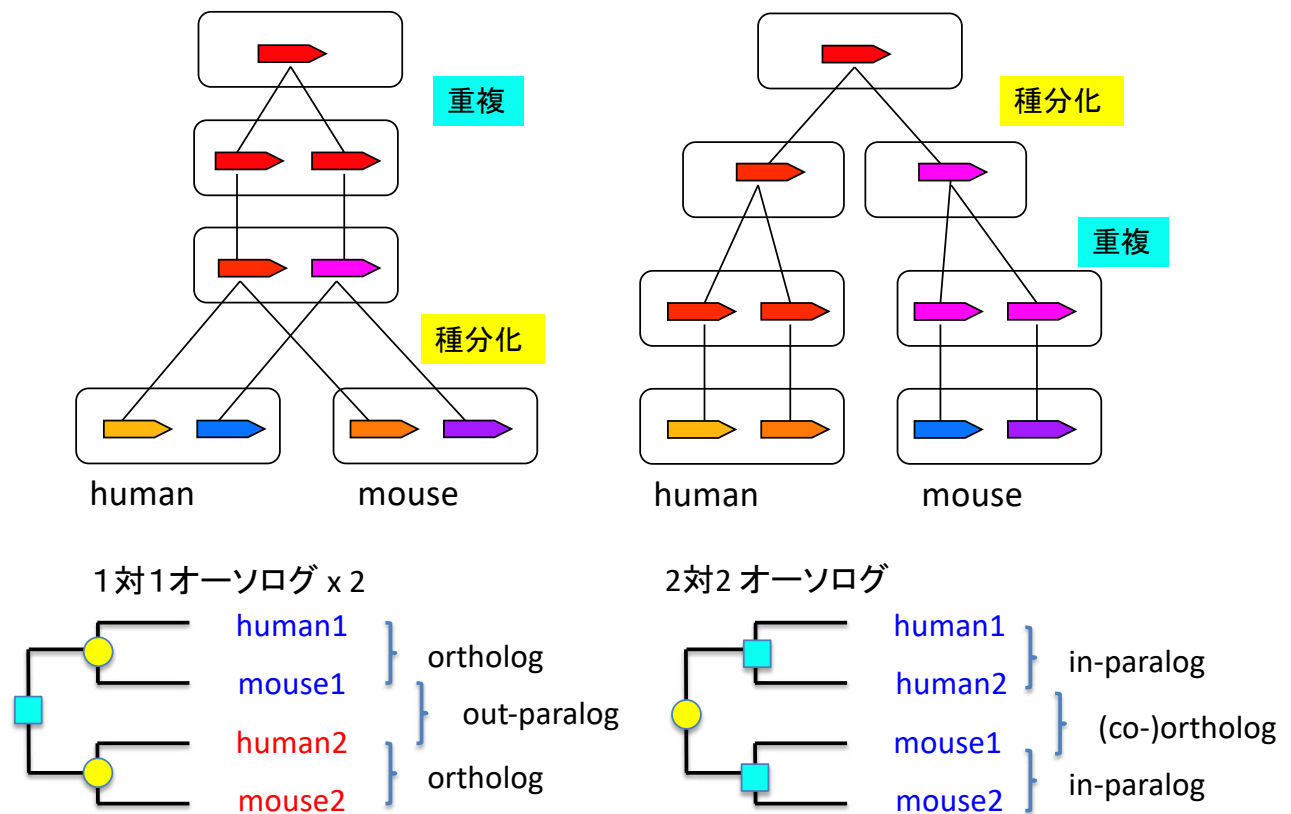 重複
種分化
human
mouse
種分化
重複
human
mouse
１対１オーソログ x 2
human1
mouse1
human2
mouse2
ortholog
out-paralog
ortholog
2対2 オーソログ
human1
human2
mouse1
mouse2
in-paralog
(co-)ortholog
in-paralog